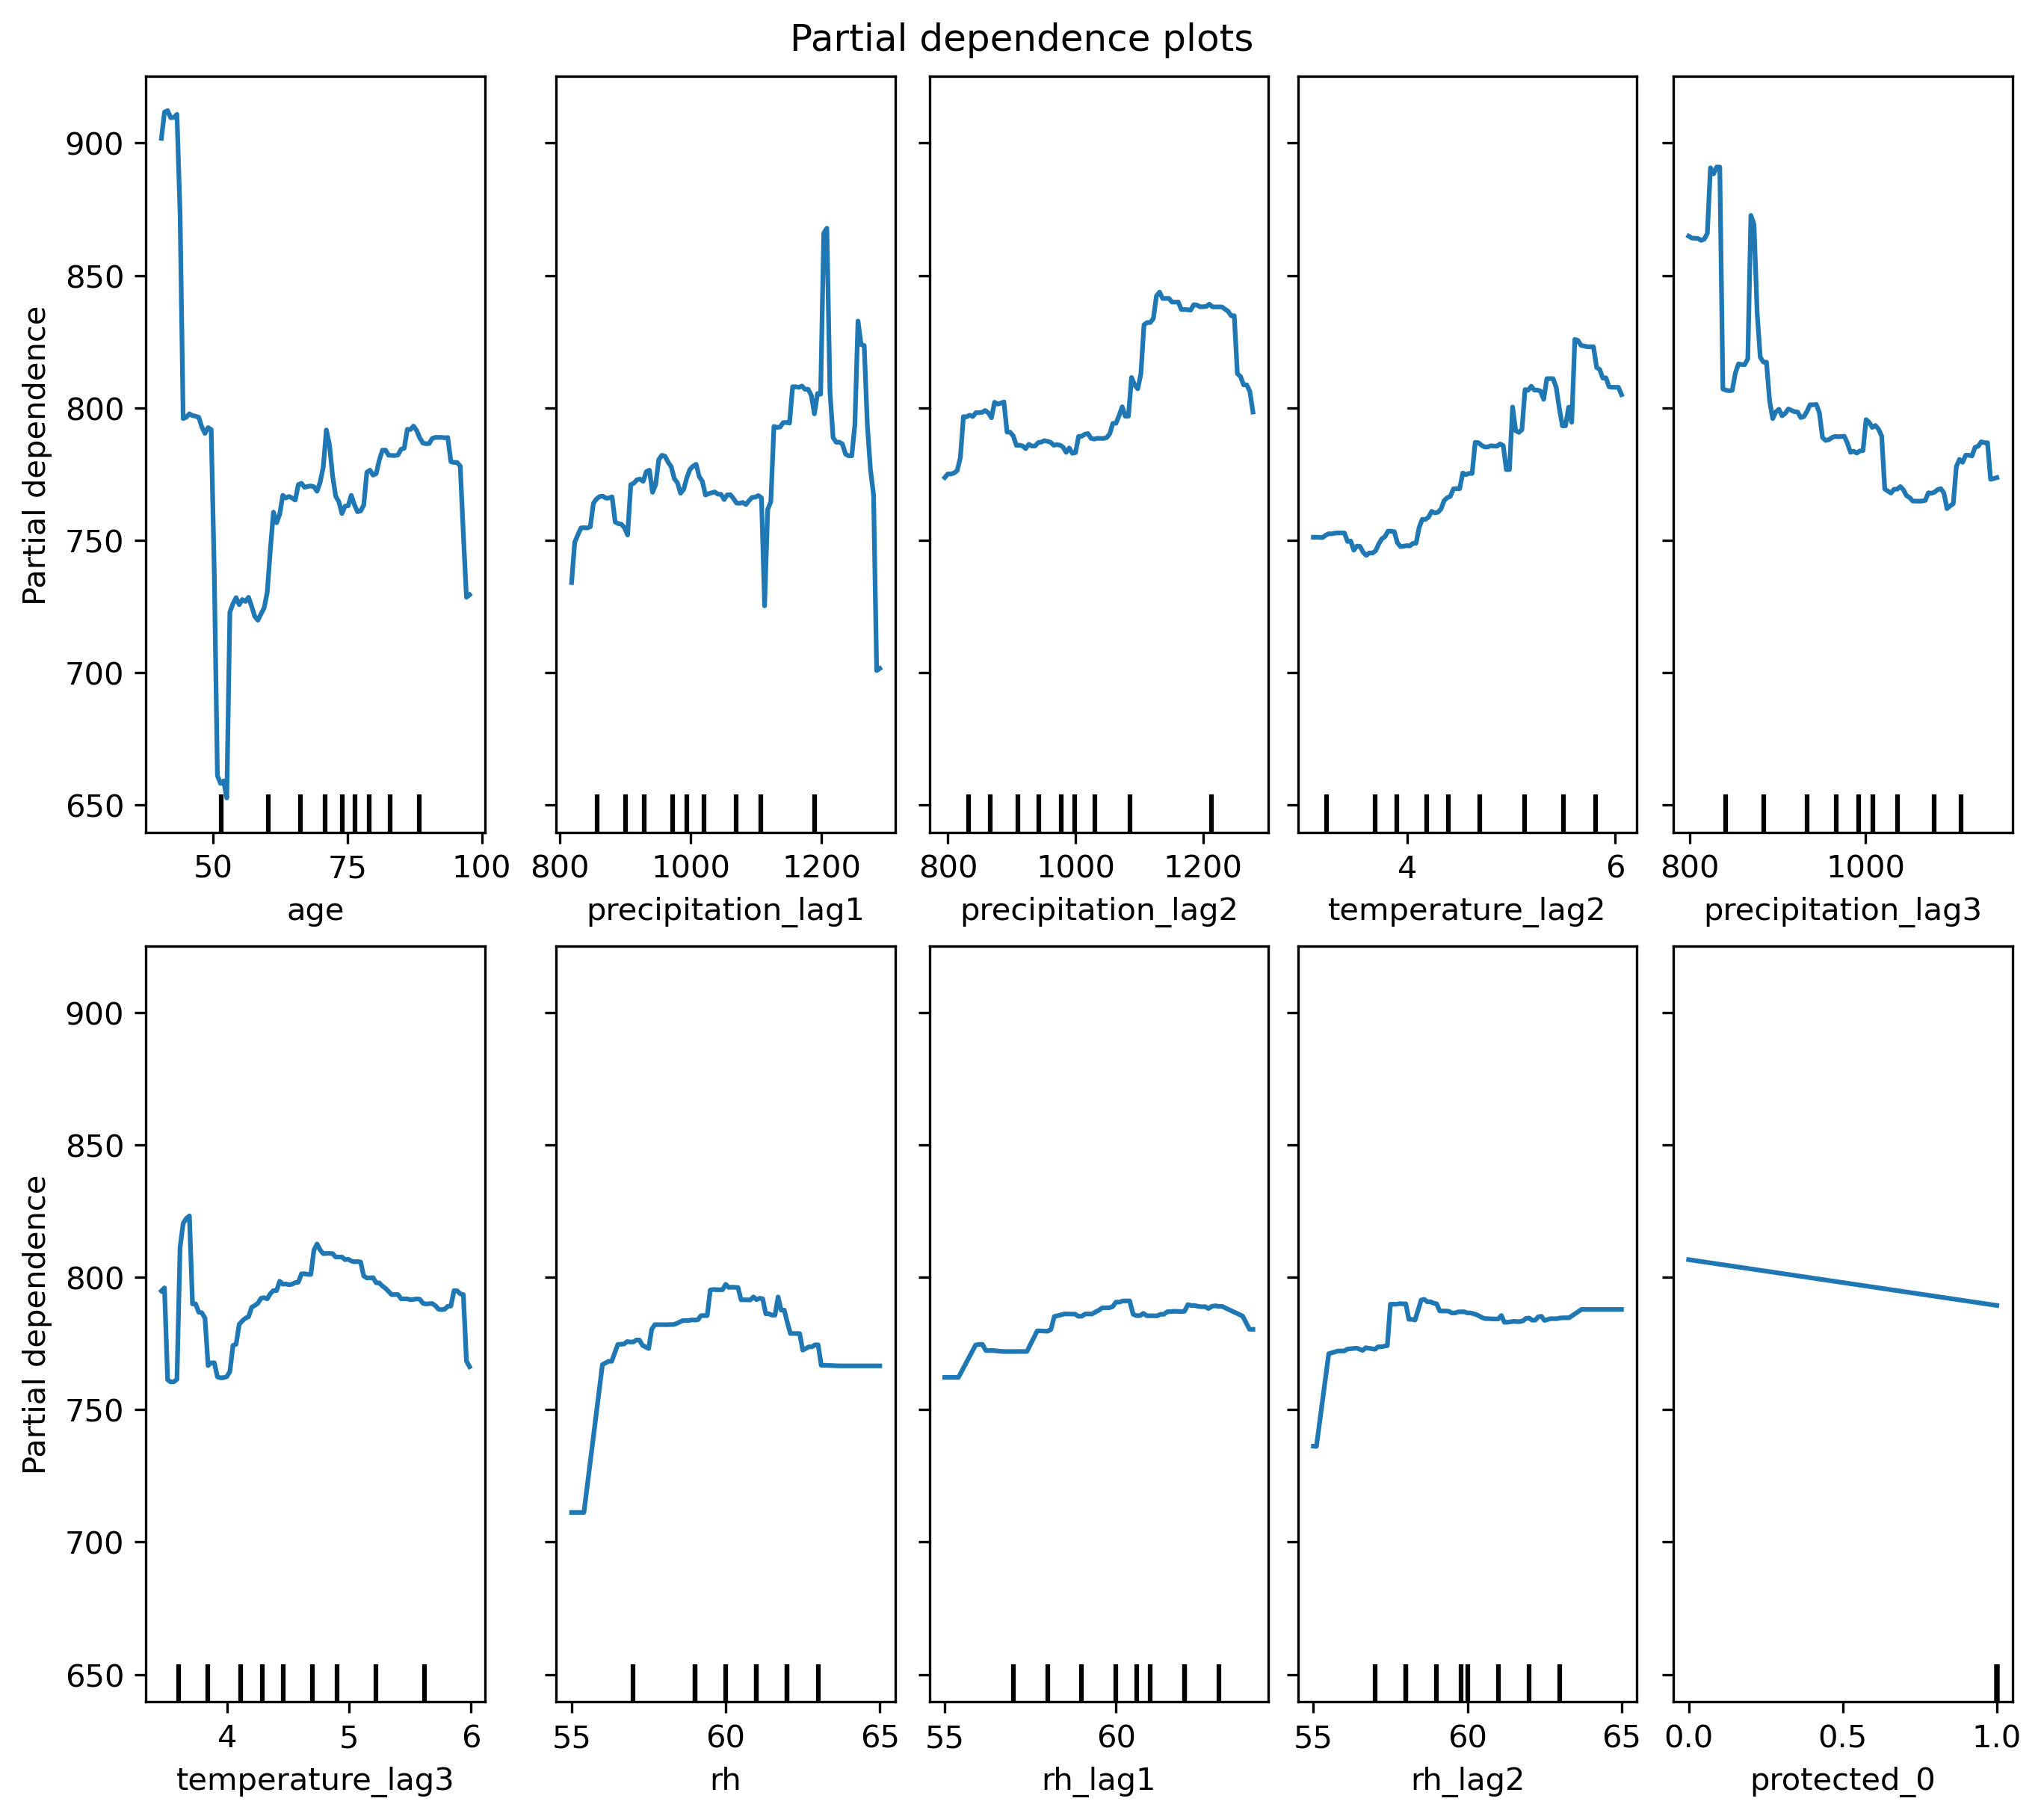 Partial dependence plots
Partial dependence
900
850
800
750
700
650
50 75 100
age
800 1000 1200
precipitation_lag1
800 1000 1200
precipitation_lag2
4 6
temperature_lag2
800 1000
precipitation_lag3
Partial dependence
900
850
800
750
700
650
4 5 6
temperature_lag3
55 60 65
rh
55 60
rh_lag1
55 60 65
rh_lag2
0.0 0.5 1.0
protected_0